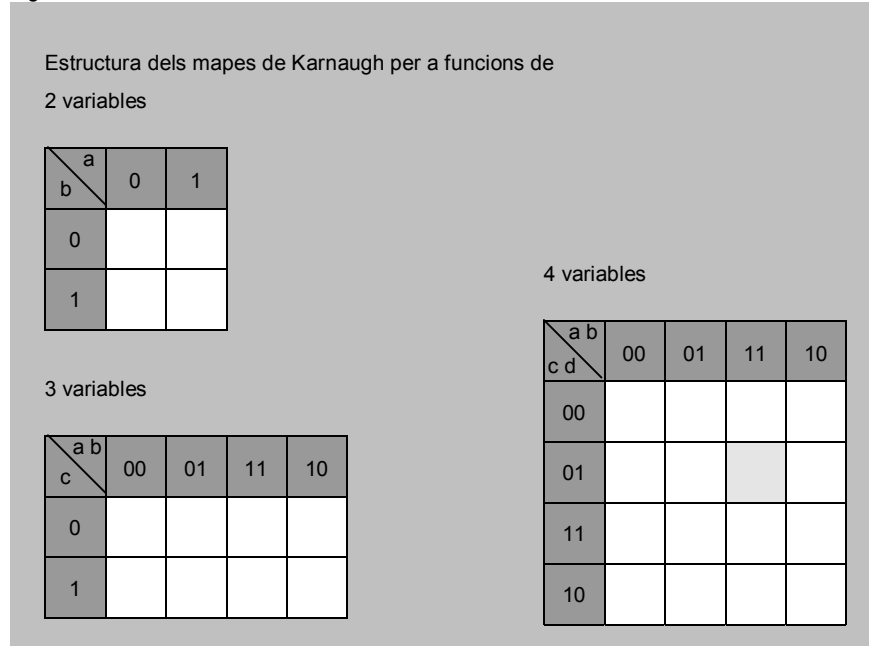 Estructura dels mapes de Karnaugh per a funcions de
2 variables
a
b
0 1
0
1
3 variables
a b
c
00 01 11 10
0
1
4 variables
a b
c d
00 01 11 10
00
01
11
10